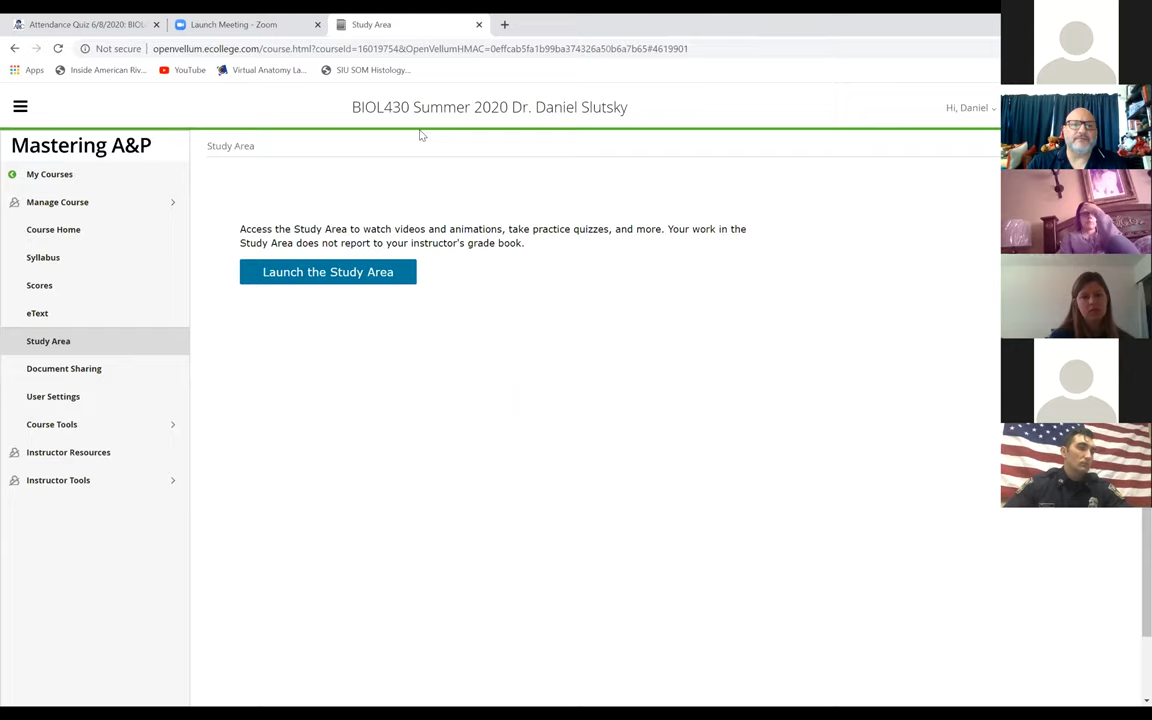 Attendance Quiz 6/8/2020: BIOL
Launch Meeting - Zoom
Study Area
Not secure
openvellum.ecollege.com/course.html?courseId=16019754&OpenVellumHMAC=0effcab5fa1b99ba374326a50b6a7b65#4619901
Apps
Inside American Riv...
YouTube
Virtual Anatomy La...
SIU SOM Histology...
BIOL430 Summer 2020 Dr. Daniel Slutsky
Hi, Daniel
Mastering A&P
Study Area
My Courses
Manage Course
Course Home
Syllabus
Scores
eText
Study Area
Document Sharing
User Settings
Course Tools
Instructor Resources
Instructor Tools
Access the Study Area to watch videos and animations, take practice quizzes, and more. Your work in the
Study Area does not report to your instructor's grade book.
Launch the Study Area